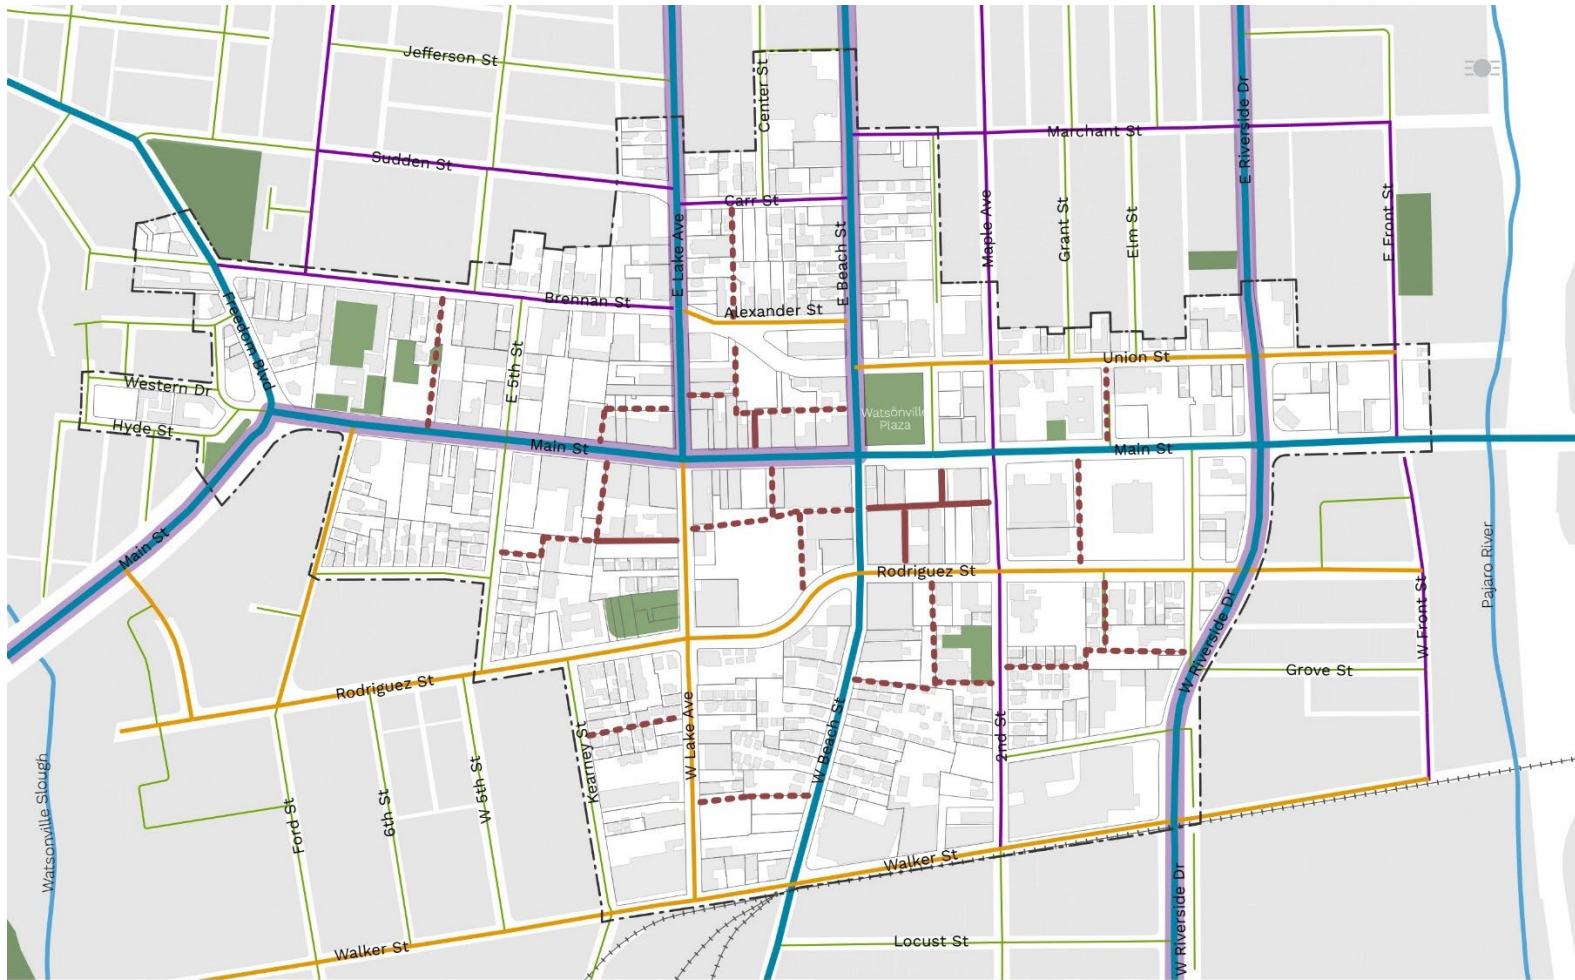 Jefferson St
Center St
E Riverside Dr
Marchant St
Sudden St
Carr St
Maple Ave
Grant St
Elm St
E Front St
E Lake Ave
E Beach St
Brennan St
Alexander St
Freedom Blvd
E 5th St
Union St
Western Dr
Hyde St
Watsonville
Plaza
Main St
Main St
Main St
Rodriguez St
Pajaro River
W Front St
W Riverside Dr
Grove St
Rodriguez St
Kearney St
W Lake Ave
W Beach St
2nd St
Watsonville Slough
Ford St
6th St
W 5th St
Walker St
Walker St
Locust St
W Riverside Dr